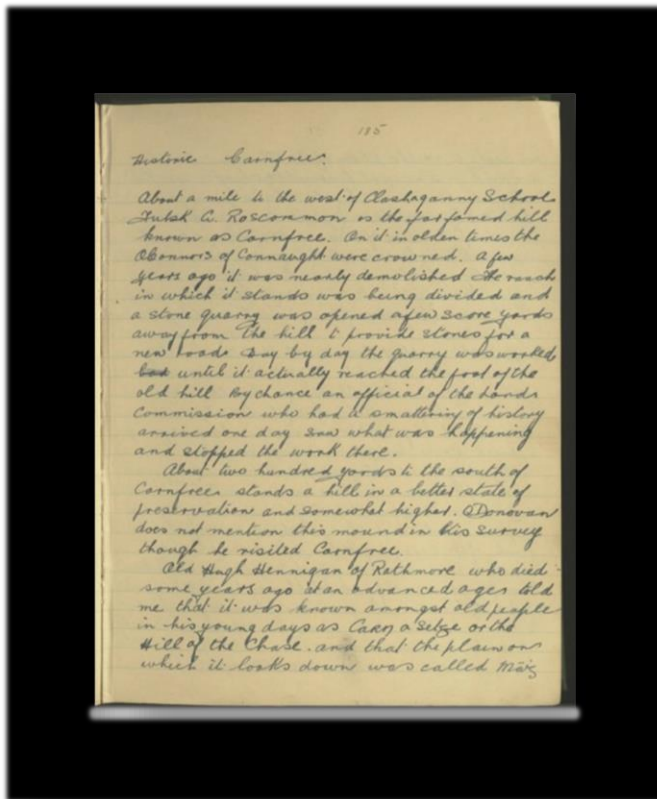 185
Historic Carnfree.
About a mile to the west of Clashaganny School
Tulsk Co. Roscommon is the far famed hill
known as Carnfree. On it in olden times the
O'Connors of Connaught were crowned. A few
years ago it was nearly demolished The ranch
in which it stands was being divided and
a stone quarry was opened a few score yards
away from the hill to provide stones for a
new road. Day by day the quarry was worked
until it actually reached the foot of the
old hill By chance an official of the Lands
Commission who had a smattering of history
arrived one day saw what was happening
and stopped the work there.
About two hundred yards to the south of
Carnfree stands a hill in a better state of
preservation and somewhat higher. O'Donovan
does not mention this mound in his survey
though he visited Carnfree.
Old Hugh Hennigan of Rathmore who died
some years ago at an advanced age told
me that it was known amongst old people
in his young days as Carn a Seilge or the
Hill of the Chase. and that the plain on
which it looks down was called Maig